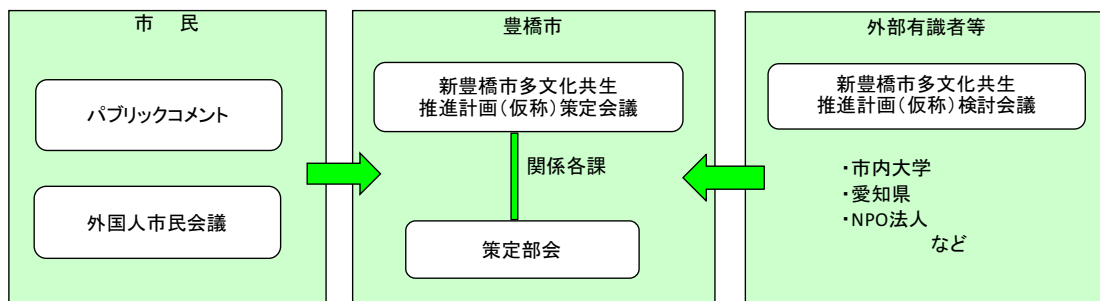 市　民
パブリックコメント
外国人市民会議
豊橋市
新豊橋市多文化共生
推進計画（仮称）策定会議
関係各課
策定部会
外部有識者等
新豊橋市多文化共生
推進計画（仮称）検討会議
・市内大学
・愛知県
・NPO法人
など